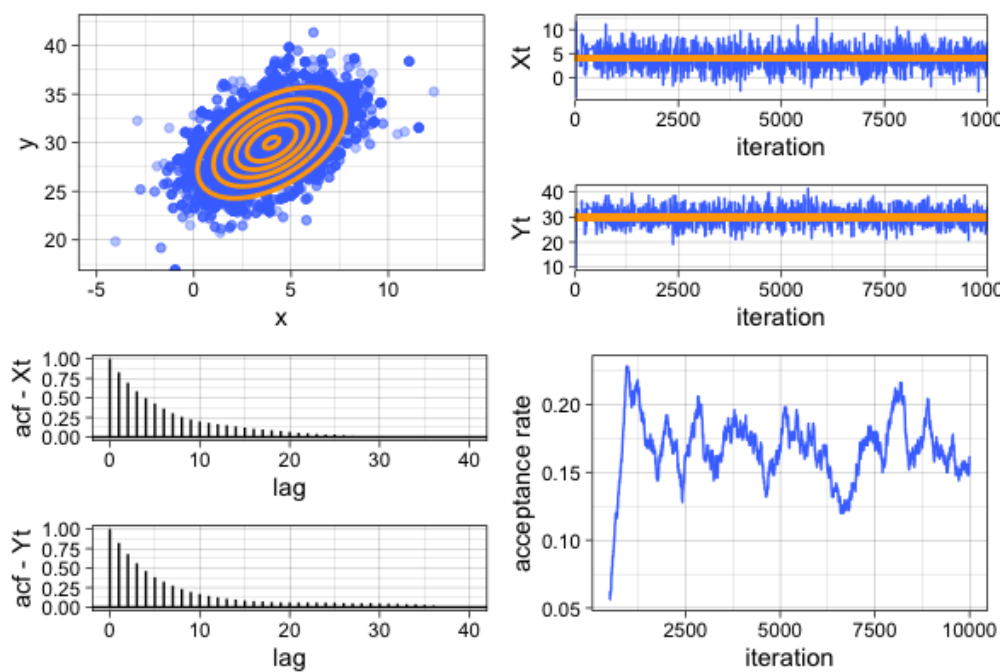 40
35
30
25
20
y
-5 0 5 10
x
10
5
0
Xt
0 2500 5000 7500 1000
iteration
40
30
20
10
Yt
0 2500 5000 7500 1000
iteration
1.00
0.75
0.50
0.25
0.00
acf - Xt
0 10 20 30 40
lag
1.00
0.75
0.50
0.25
0.00
acf - Yt
0 10 20 30 40
lag
0.20
0.15
0.10
0.05
acceptance rate
2500 5000 7500 10000
iteration